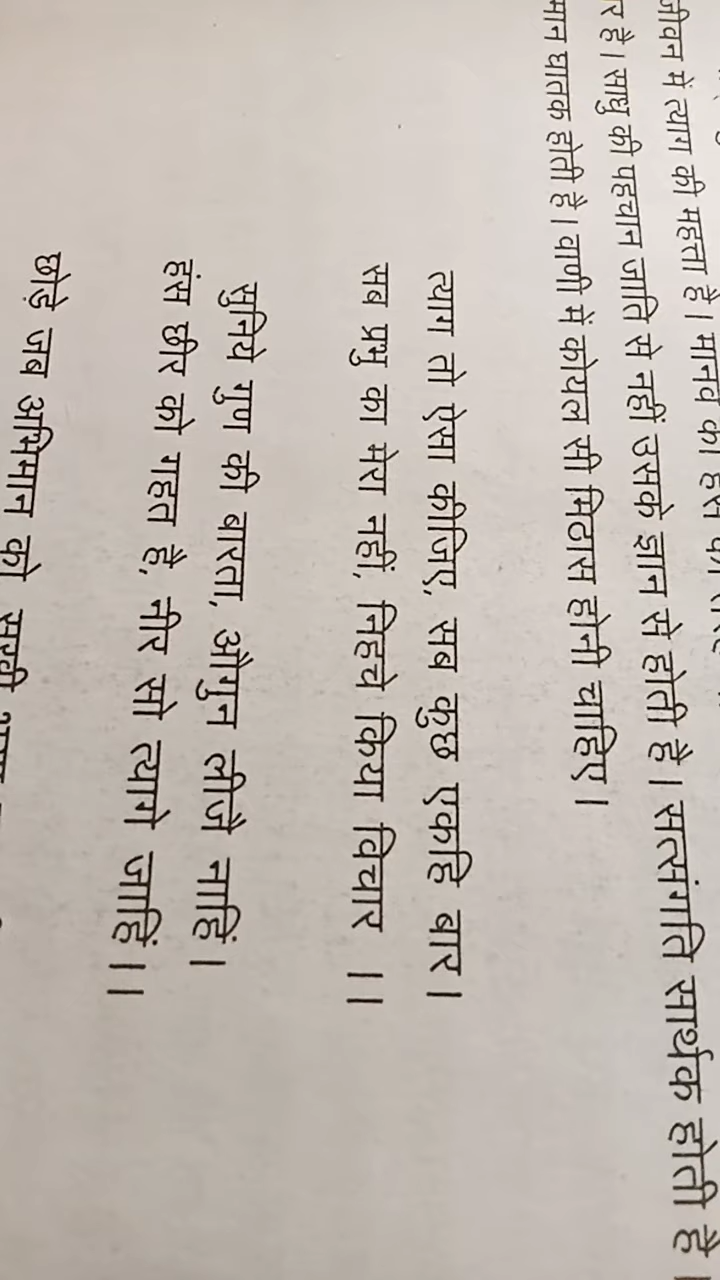 जीवन में त्याग की महता है। मानव को हंस की
र है। साधु की पहचान जाति से नहीं उसके ज्ञान से होती है। सत्संगति सार्थक होती है।
मान घातक होती है। वाणी में कोयल सी मिठास होनी चाहिए।
त्याग तो ऐसा कीजिए, सब कुछ एकहि बार।
सब प्रभु का मेरा नहीं, निहचे किया विचार ।।
सुनिये गुण की बारता, औगुन लीजै नाहिं।
हंस छीर को गहत है, नीर सो त्यागे जाहिं।।
छोड़े जब अभिमान को